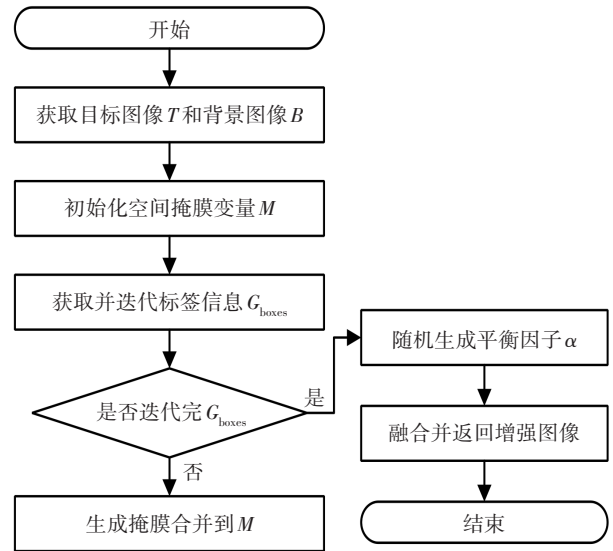 开始
获取目标图像T和背景图像B
初始化空间掩膜变量M
获取并迭代标签信息G_boxes
是否迭代完G_boxes
是
否
生成掩膜合并到M
随机生成平衡因子α
融合并返回增强图像
结束